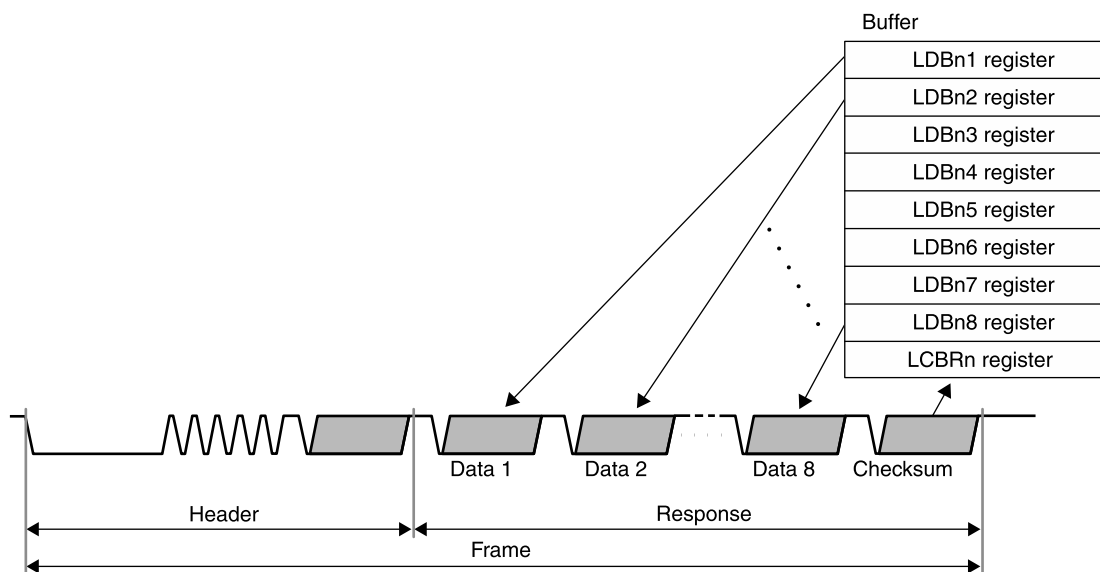 Buffer
LDBn1 register
LDBn2 register
LDBn3 register
LDBn4 register
LDBn5 register
LDBn6 register
LDBn7 register
LDBn8 register
LCBRn register
Data 1
Data 2
Data 8
Checksum
Header
Response
Frame